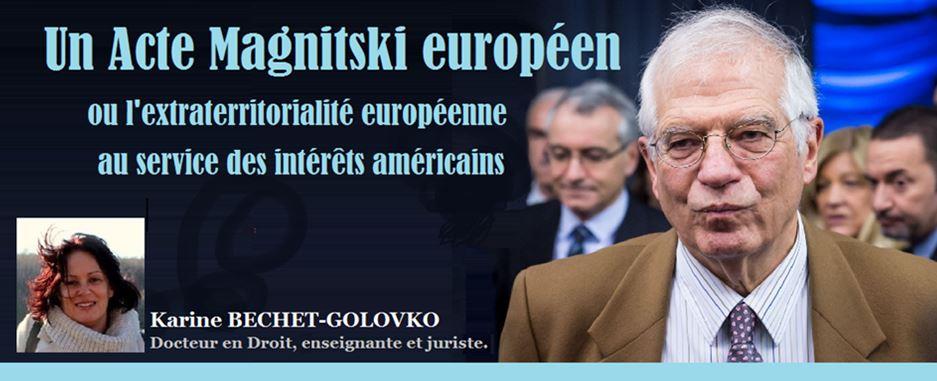 Un Acte Magnitski européen
ou l'extraterritorialité européenne
au service des intérêts américains
Karine BECHET-GOLOVKO
Docteur en Droit, enseignante et juriste.